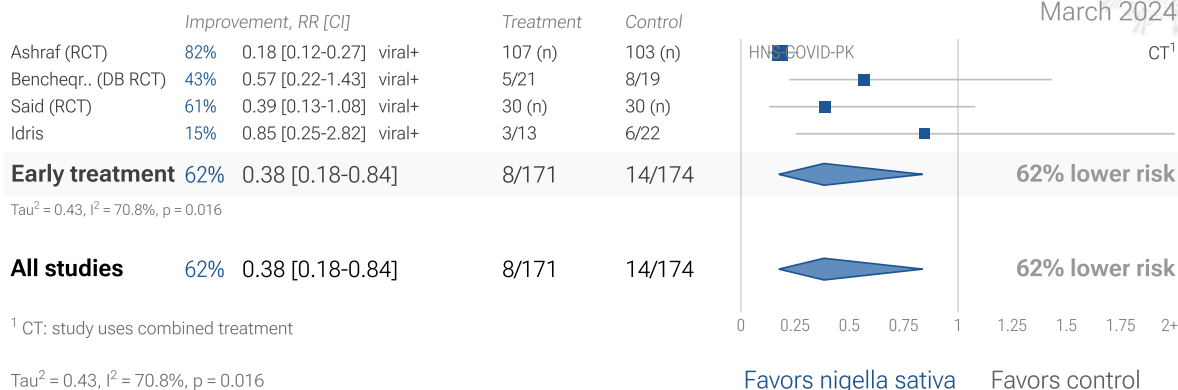 March 2024
Improvement, RR [CI] Treatment Control
Ashraf (RCT) 82% 0.18 [0.12-0.27] viral+ 107 (n) 103 (n) HNS-COVID-PK CT¹
Bencheqr.. (DB RCT) 43% 0.57 [0.22-1.43] viral+ 5/21 8/19
Said (RCT) 61% 0.39 [0.13-1.08] viral+ 30 (n) 30 (n)
Idris 15% 0.85 [0.25-2.82] viral+ 3/13 6/22
Early treatment 62% 0.38 [0.18-0.84] 8/171 14/174 62% lower risk
Tau² = 0.43, I² = 70.8%, p = 0.016
All studies 62% 0.38 [0.18-0.84] 8/171 14/174 62% lower risk
0 0.25 0.5 0.75 1 1.25 1.5 1.75 2+
¹ CT: study uses combined treatment
Tau² = 0.43, I² = 70.8%, p = 0.016 Favors nigella sativa Favors control